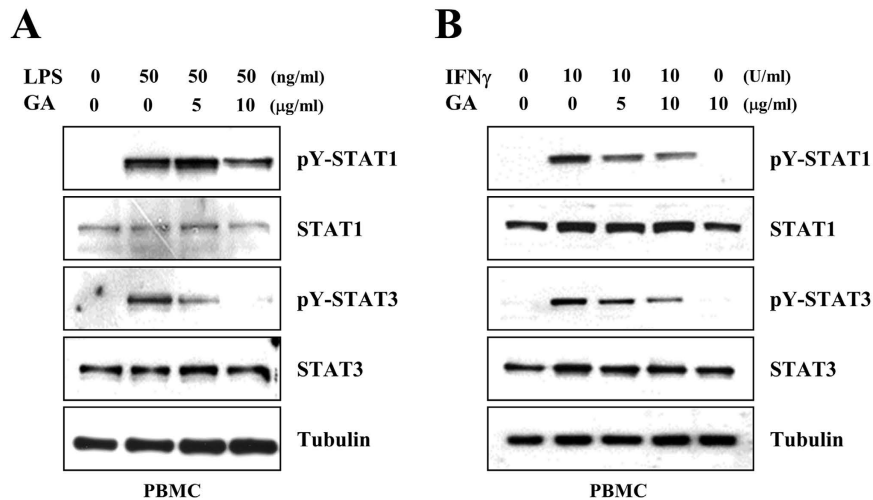 A
LPS 0 50 50 50 (ng/ml)
GA 0 0 5 10 (μg/ml)
pY-STAT1
STAT1
pY-STAT3
STAT3
Tubulin
PBMC
B
IFNγ 0 10 10 10 0 (U/ml)
GA 0 0 5 10 10 (μg/ml)
pY-STAT1
STAT1
pY-STAT3
STAT3
Tubulin
PBMC